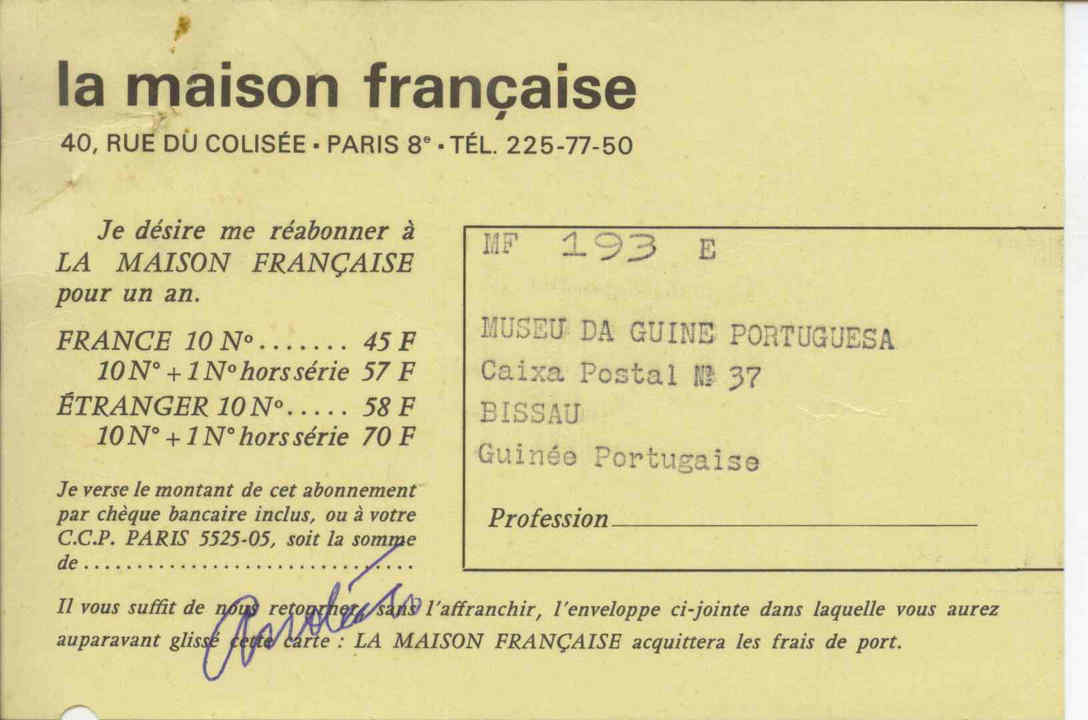 la maison française
40, RUE DU COLISÉE • PARIS 8e • TÉL. 225-77-50
Je désire me réabonner à
LA MAISON FRANÇAISE
pour un an.
FRANCE 10 No....... 45 F
10 N° + 1 No hors série 57 F
ÉTRANGER 10 No..... 58 F
10 N° + 1 N° hors série 70 F
Je verse le montant de cet abonnement
par chèque bancaire inclus, ou à votre
C.C.P. PARIS 5525-05, soit la somme
de ...............................
MF 193 E
MUSEU DA GUINE PORTUGUESA
Caixa Postal Nº 37
BISSAU
Guinée Portugaise
Profession
Il vous suffit de nous retourner, sans l'affranchir, l'enveloppe ci-jointe dans laquelle vous aurez
auparavant glissé cette carte : LA MAISON FRANÇAISE acquittera les frais de port.